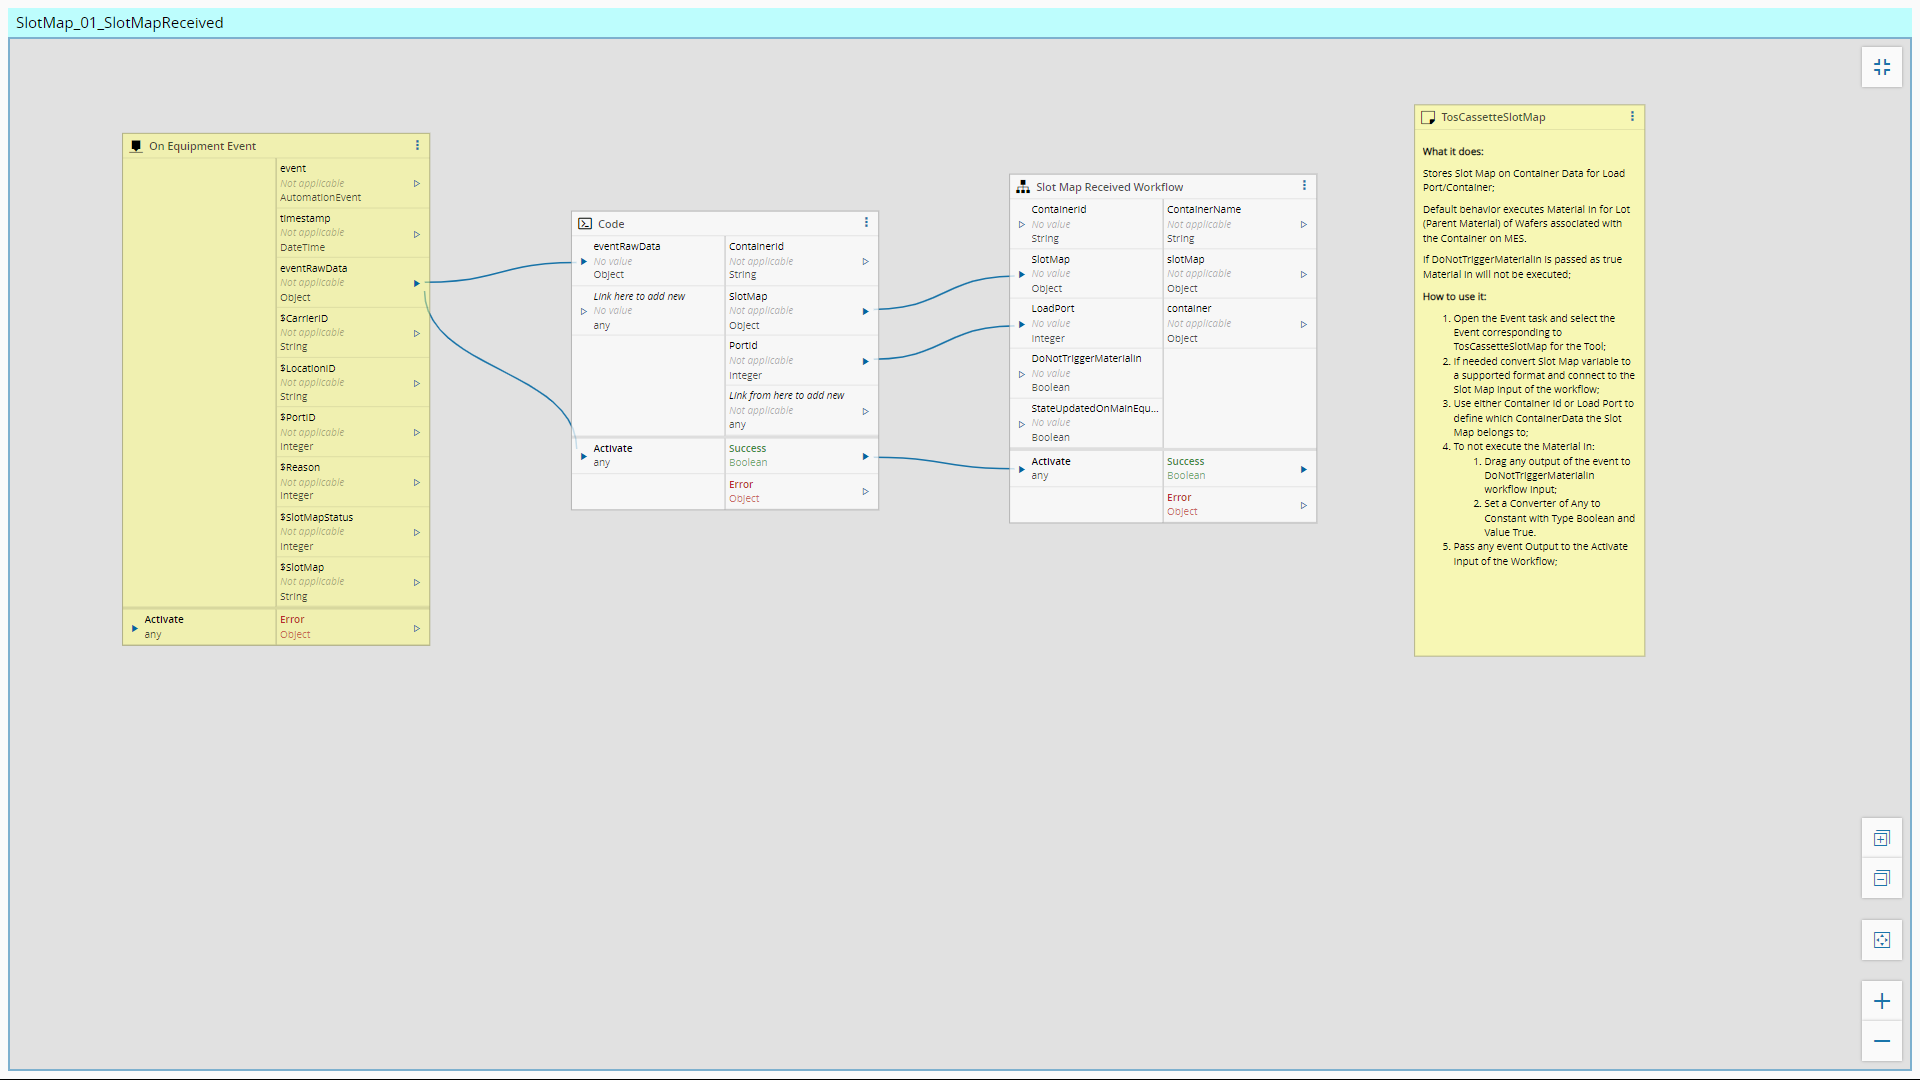 SlotMap_01_SlotMapReceived
On Equipment Event
event
Not applicable
AutomationEvent
timestamp
Not applicable
DateTime
eventRawData
Not applicable
Object
$CarrierID
Not applicable
String
$LocationID
Not applicable
String
$PortID
Not applicable
Integer
$Reason
Not applicable
Integer
$SlotMapStatus
Not applicable
Integer
$SlotMap
Not applicable
String
Activate
any
Error
Object
Code
eventRawData
No value
Object
Link here to add new
No value
any
ContainerId
Not applicable
String
SlotMap
Not applicable
Object
PortId
Not applicable
Integer
Link from here to add new
Not applicable
any
Activate
any
Success
Boolean
Error
Object
Slot Map Received Workflow
ContainerId
No value
String
SlotMap
No value
Object
LoadPort
No value
Integer
DoNotTriggerMaterialIn
No value
Boolean
StateUpdatedOnMainEqu...
No value
Boolean
ContainerName
Not applicable
String
slotMap
Not applicable
Object
container
Not applicable
Object
Activate
any
Success
Boolean
Error
Object
TosCassetteSlotMap
What it does:
Stores Slot Map on Container Data for Load
Port/Container;
Default behavior executes Material In for Lot
(Parent Material) of Wafers associated with
the Container on MES.
If DoNotTriggerMaterialIn is passed as true
Material In will not be executed;
How to use it:
1. Open the Event task and select the
Event corresponding to
TosCassetteSlotMap for the Tool;
2. If needed convert Slot Map variable to
a supported format and connect to the
Slot Map Input of the workflow;
3. Use either Container Id or Load Port to
define which ContainerData the Slot
Map belongs to;
4. To not execute the Material In:
1. Drag any output of the event to
DoNotTriggerMaterialIn
workflow input;
2. Set a Converter of Any to
Constant with Type Boolean and
Value True.
5. Pass any event Output to the Activate
Input of the Workflow;